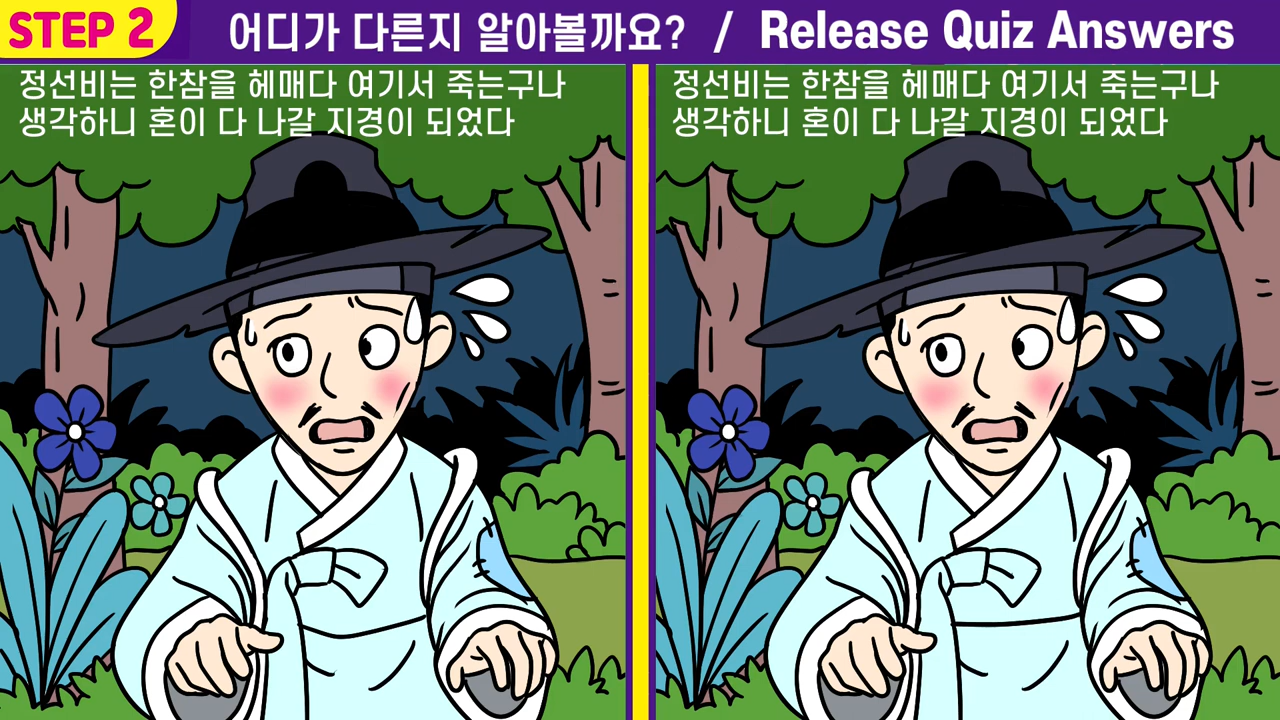 STEP 2
어디가 다른지 알아볼까요? / Release Quiz Answers
정선비는 한참을 헤매다 여기서 죽는구나
생각하니 혼이 다 나갈 지경이 되었다
정선비는 한참을 헤매다 여기서 죽는구나
생각하니 혼이 다 나갈 지경이 되었다